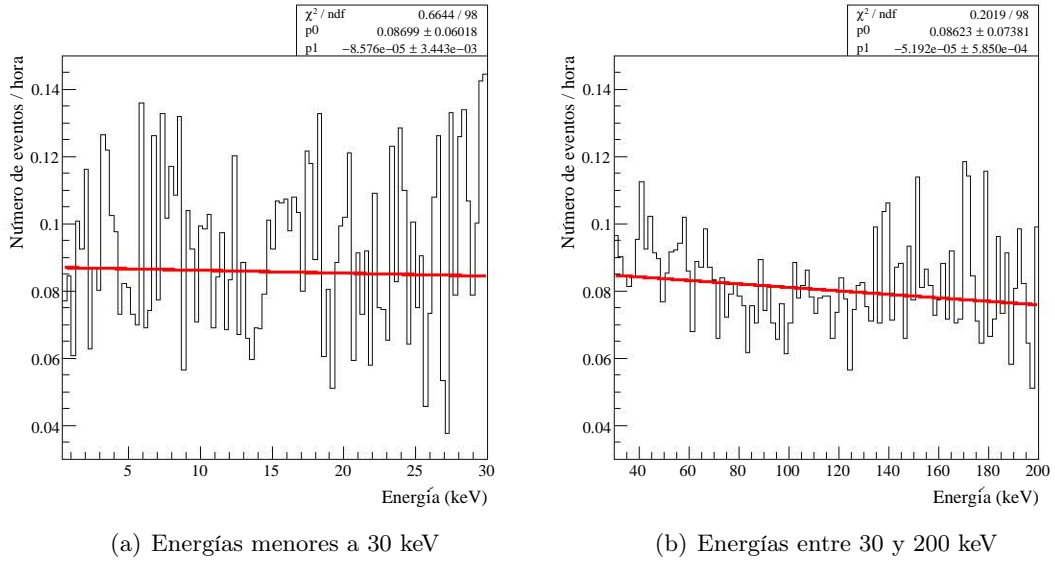 χ² / ndf 0.6644 / 98
p0 0.08699 ± 0.06018
p1 −8.576e−05 ± 3.443e−03
Número de eventos / hora
0.14
0.12
0.1
0.08
0.06
0.04
5 10 15 20 25 30
Energía (keV)
(a) Energías menores a 30 keV
χ² / ndf 0.2019 / 98
p0 0.08623 ± 0.07381
p1 −5.192e−05 ± 5.850e−04
Número de eventos / hora
0.14
0.12
0.1
0.08
0.06
0.04
40 60 80 100 120 140 160 180 200
Energía (keV)
(b) Energías entre 30 y 200 keV